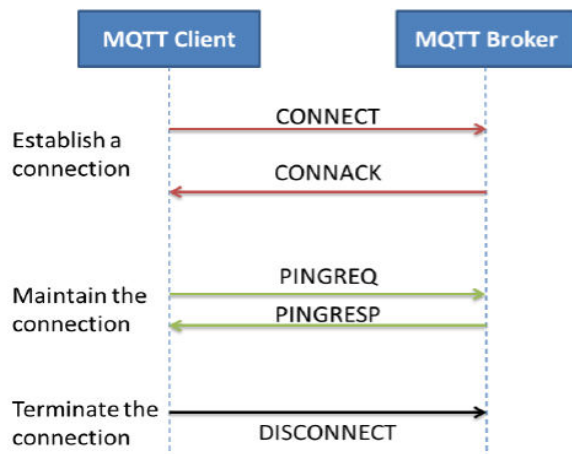 MQTT Client
MQTT Broker
CONNECT
Establish a
connection
CONNACK
PINGREQ
Maintain the
connection
PINGRESP
Terminate the
connection
DISCONNECT